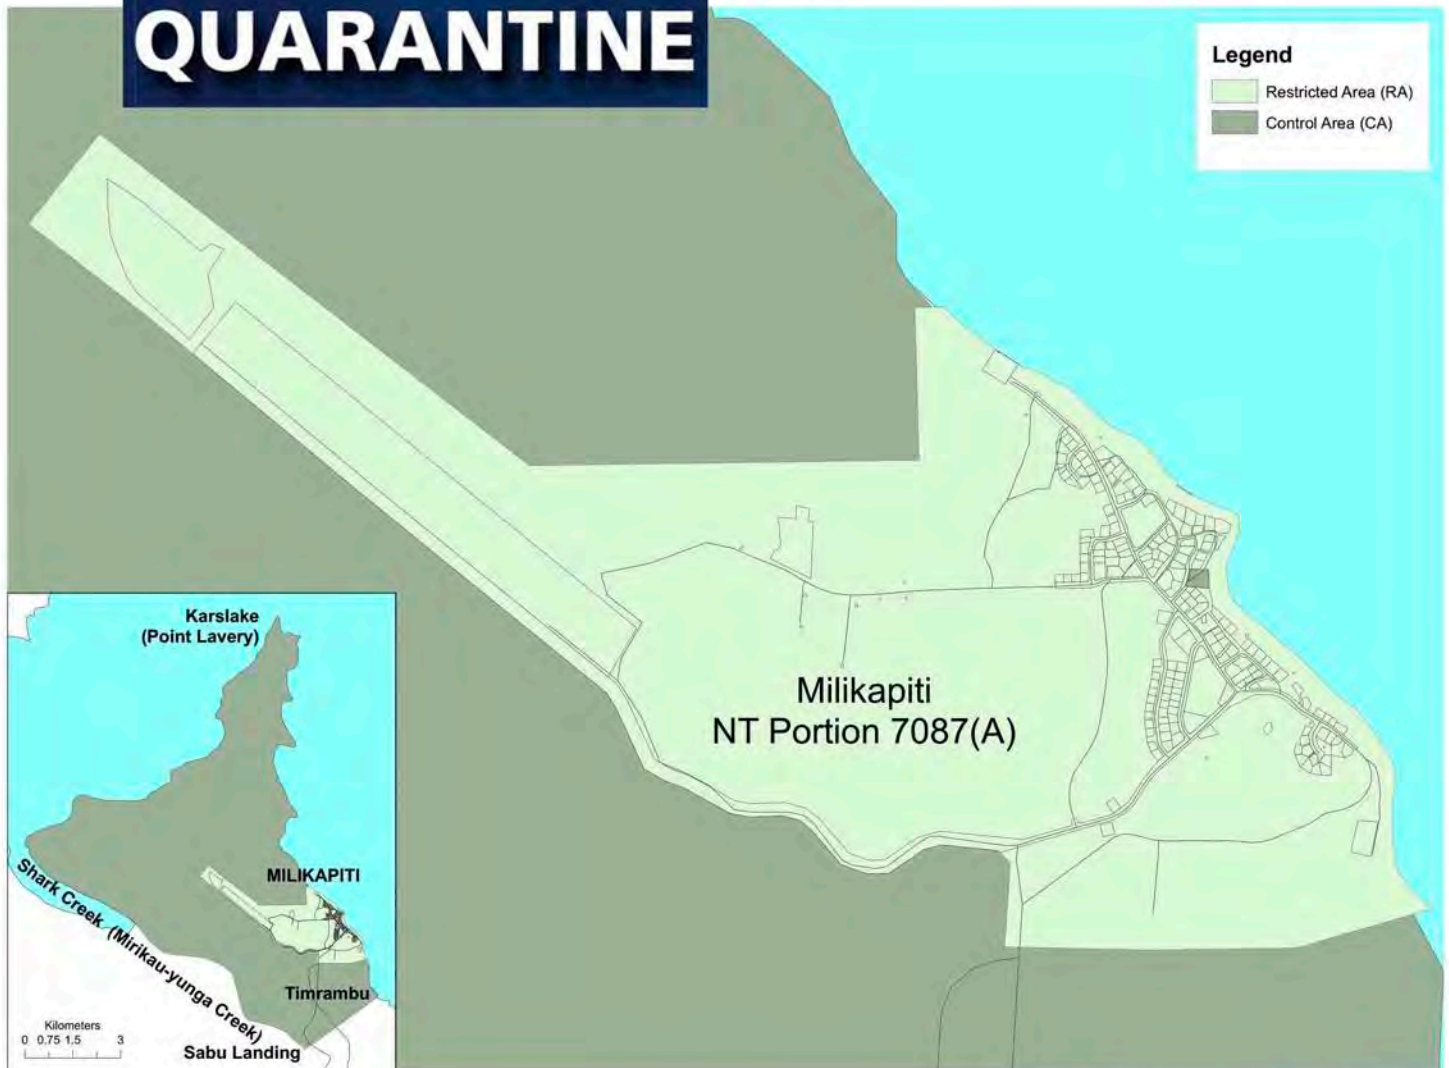 QUARANTINE
Legend
Restricted Area (RA)
Control Area (CA)
Milikapiti
NT Portion 7087(A)
Karslake
(Point Lavery)
MILIKAPITI
Shark Creek (Mirikau-yunga Creek)
Timrambu
Sabu Landing
Kilometers
0 0.75 1.5 3